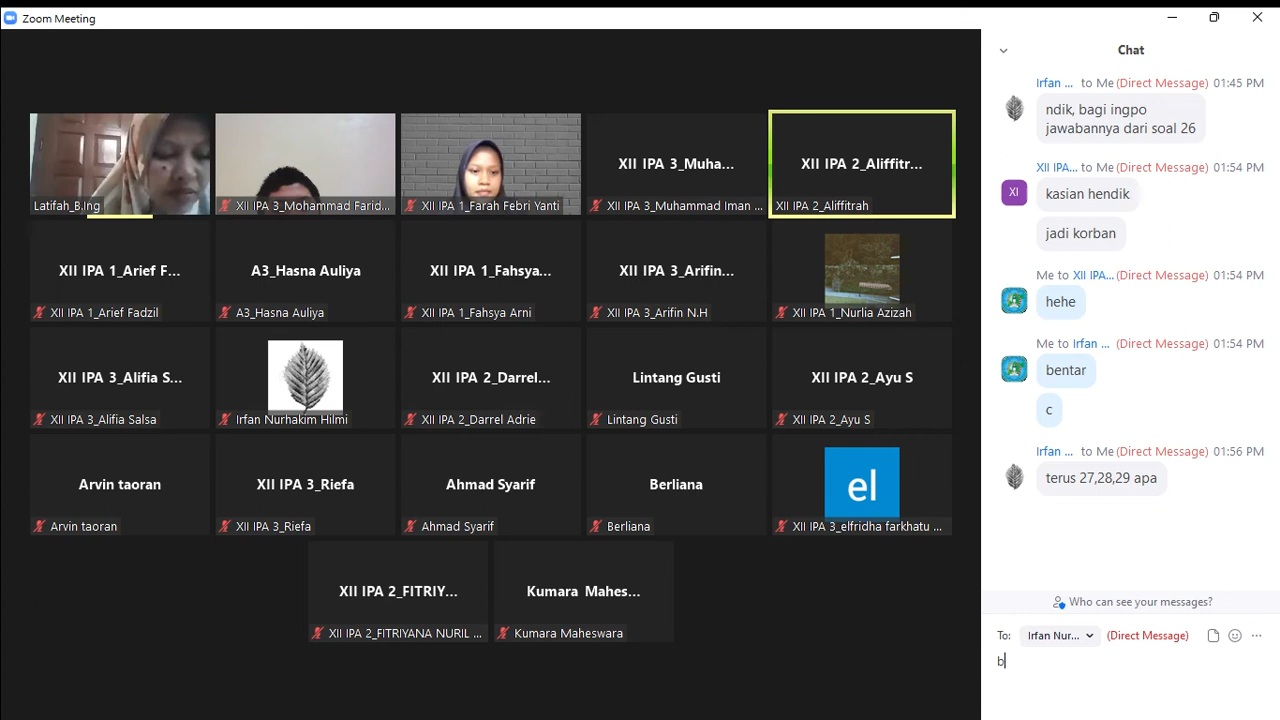 Zoom Meeting
Chat
Latifah_B.Ing
XII IPA 3_Mohammad Farid...
XII IPA 1_Farah Febri Yanti
XII IPA 3_Muha...
XII IPA 3_Muhammad Iman ...
XII IPA 2_Aliffitr...
XII IPA 2_Aliffitrah
XII IPA 1_Arief F...
XII IPA 1_Arief Fadzil
A3_Hasna Auliya
A3_Hasna Auliya
XII IPA 1_Fahsya...
XII IPA 1_Fahsya Arni
XII IPA 3_Arifin...
XII IPA 3_Arifin N.H
XII IPA 1_Nurlia Azizah
XII IPA 3_Alifia S...
XII IPA 3_Alifia Salsa
Irfan Nurhakim Hilmi
XII IPA 2_Darrel...
XII IPA 2_Darrel Adrie
Lintang Gusti
Lintang Gusti
XII IPA 2_Ayu S
XII IPA 2_Ayu S
Arvin taoran
Arvin taoran
XII IPA 3_Riefa
XII IPA 3_Riefa
Ahmad Syarif
Ahmad Syarif
Berliana
Berliana
el
XII IPA 3_elfridha farkhatu ...
XII IPA 2_FITRIY...
XII IPA 2_FITRIYANA NURIL ...
Kumara Mahes...
Kumara Maheswara
Irfan ... to Me (Direct Message) 01:45 PM
ndik, bagi ingpo
jawabannya dari soal 26
XII IPA... to Me (Direct Message) 01:54 PM
XI
kasian hendik
jadi korban
Me to XII IPA... (Direct Message) 01:54 PM
hehe
Me to Irfan ... (Direct Message) 01:54 PM
bentar
c
Irfan ... to Me (Direct Message) 01:56 PM
terus 27,28,29 apa
Who can see your messages?
To: Irfan Nur... (Direct Message)
b